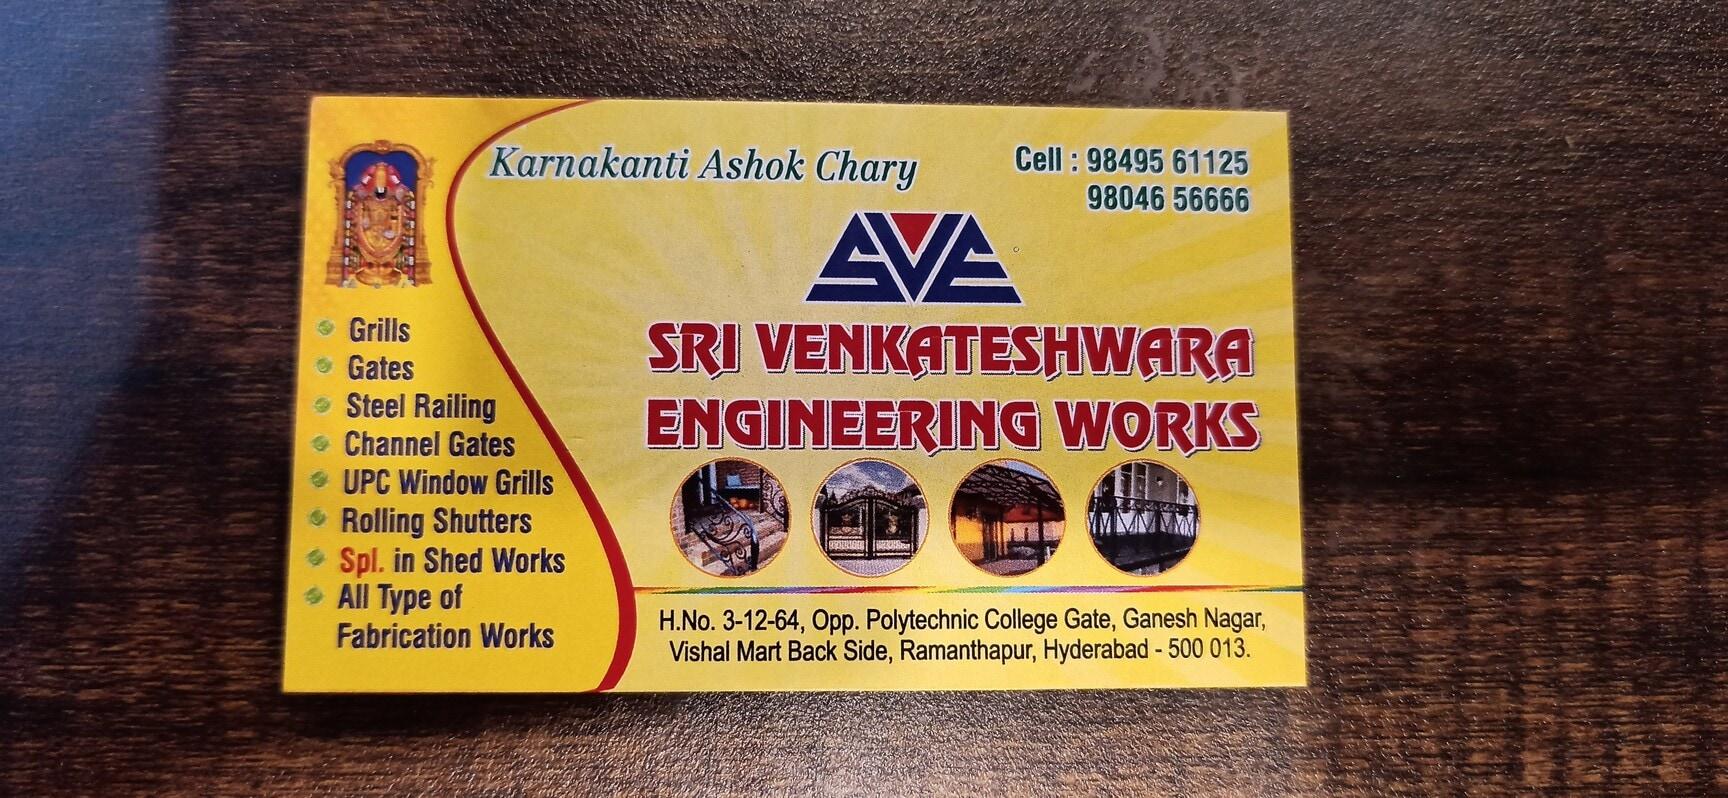 Karnakanti Ashok Chary
Cell : 98495 61125
98046 56666
SVE
SRI VENKATESHWARA
ENGINEERING WORKS
Grills
Gates
Steel Railing
Channel Gates
UPC Window Grills
Rolling Shutters
Spl. in Shed Works
All Type of
Fabrication Works
H.No. 3-12-64, Opp. Polytechnic College Gate, Ganesh Nagar,
Vishal Mart Back Side, Ramanthapur, Hyderabad - 500 013.